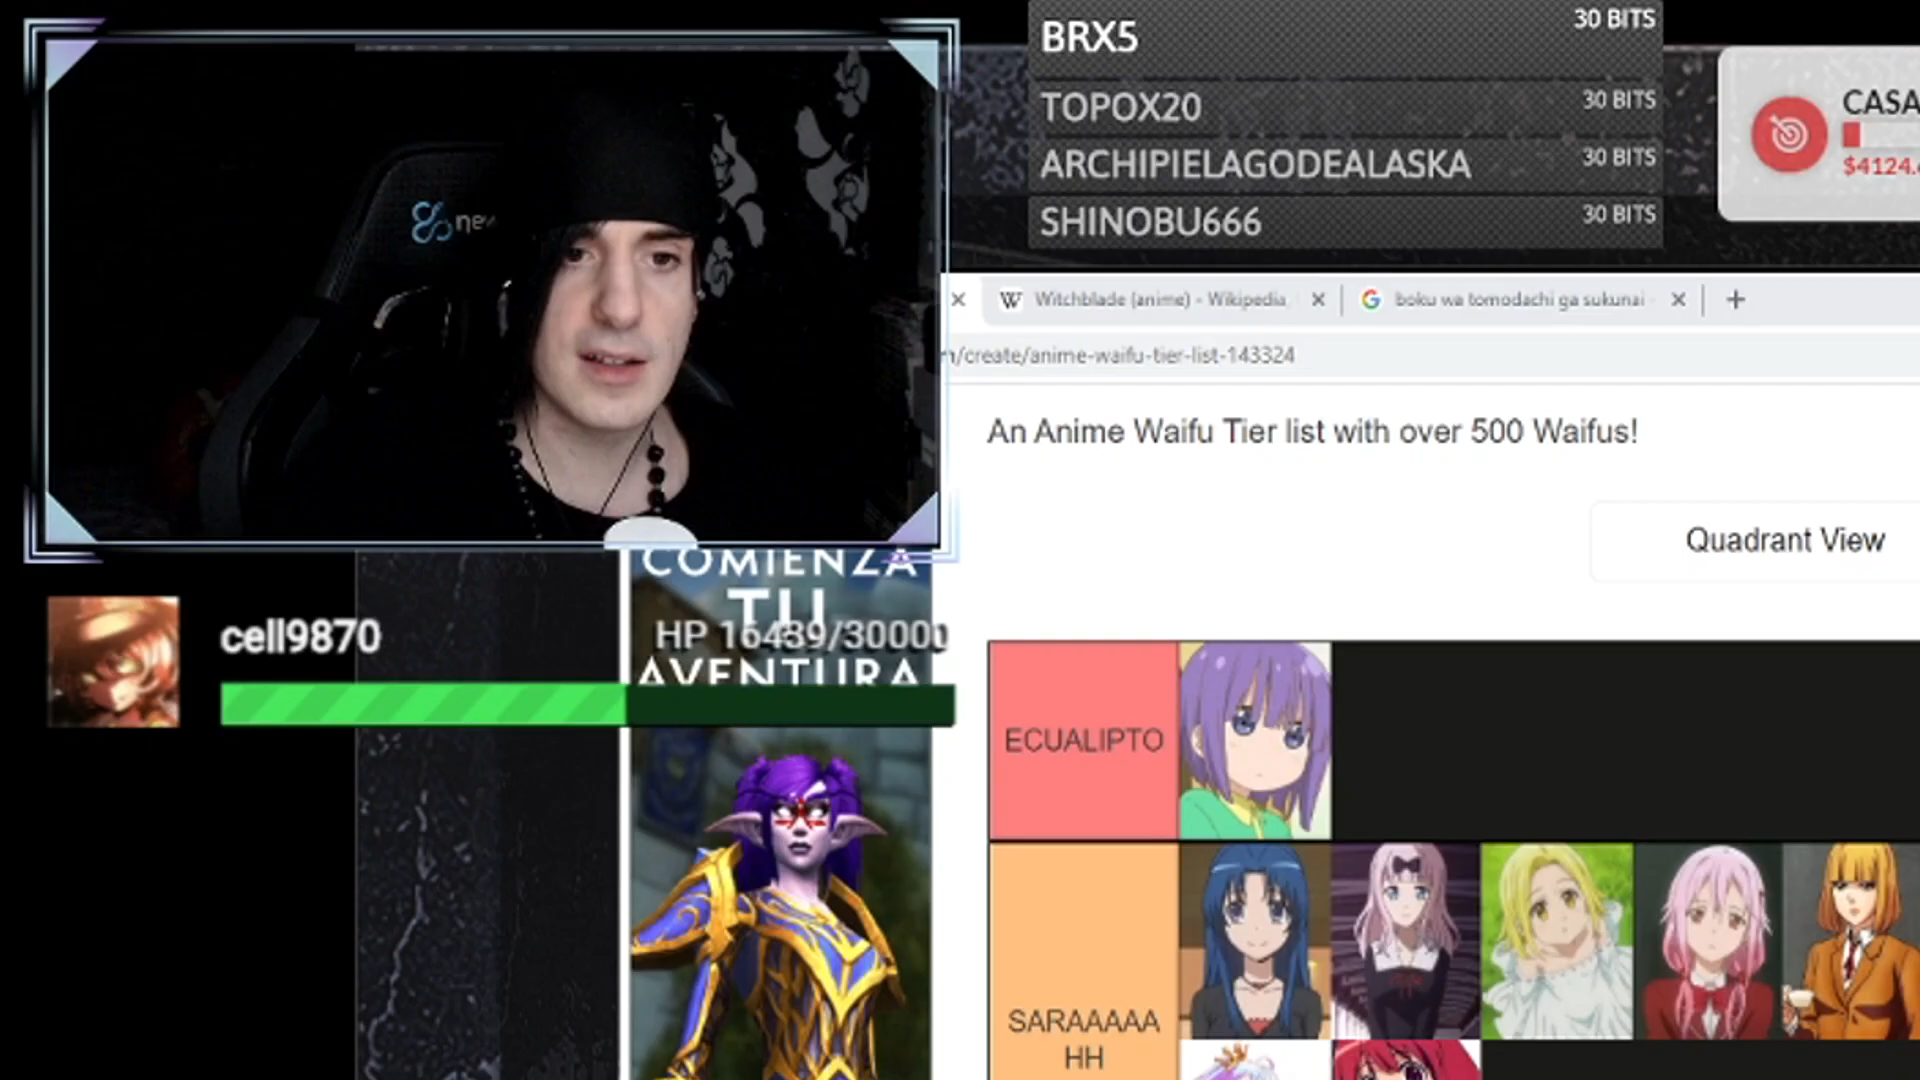 BRX5 30 BITS
TOPOX20 30 BITS
ARCHIPIELAGODEALASKA 30 BITS
SHINOBU666 30 BITS
CASA
$4124.
new
Witchblade (anime) - Wikipedia
boku wa tomodachi ga sukunai -
/create/anime-waifu-tier-list-143324
An Anime Waifu Tier list with over 500 Waifus!
Quadrant View
COMIENZA
TU
AVENTURA
cell9870
HP 16439/30000
ECUALIPTO
SARAAAAA
HH